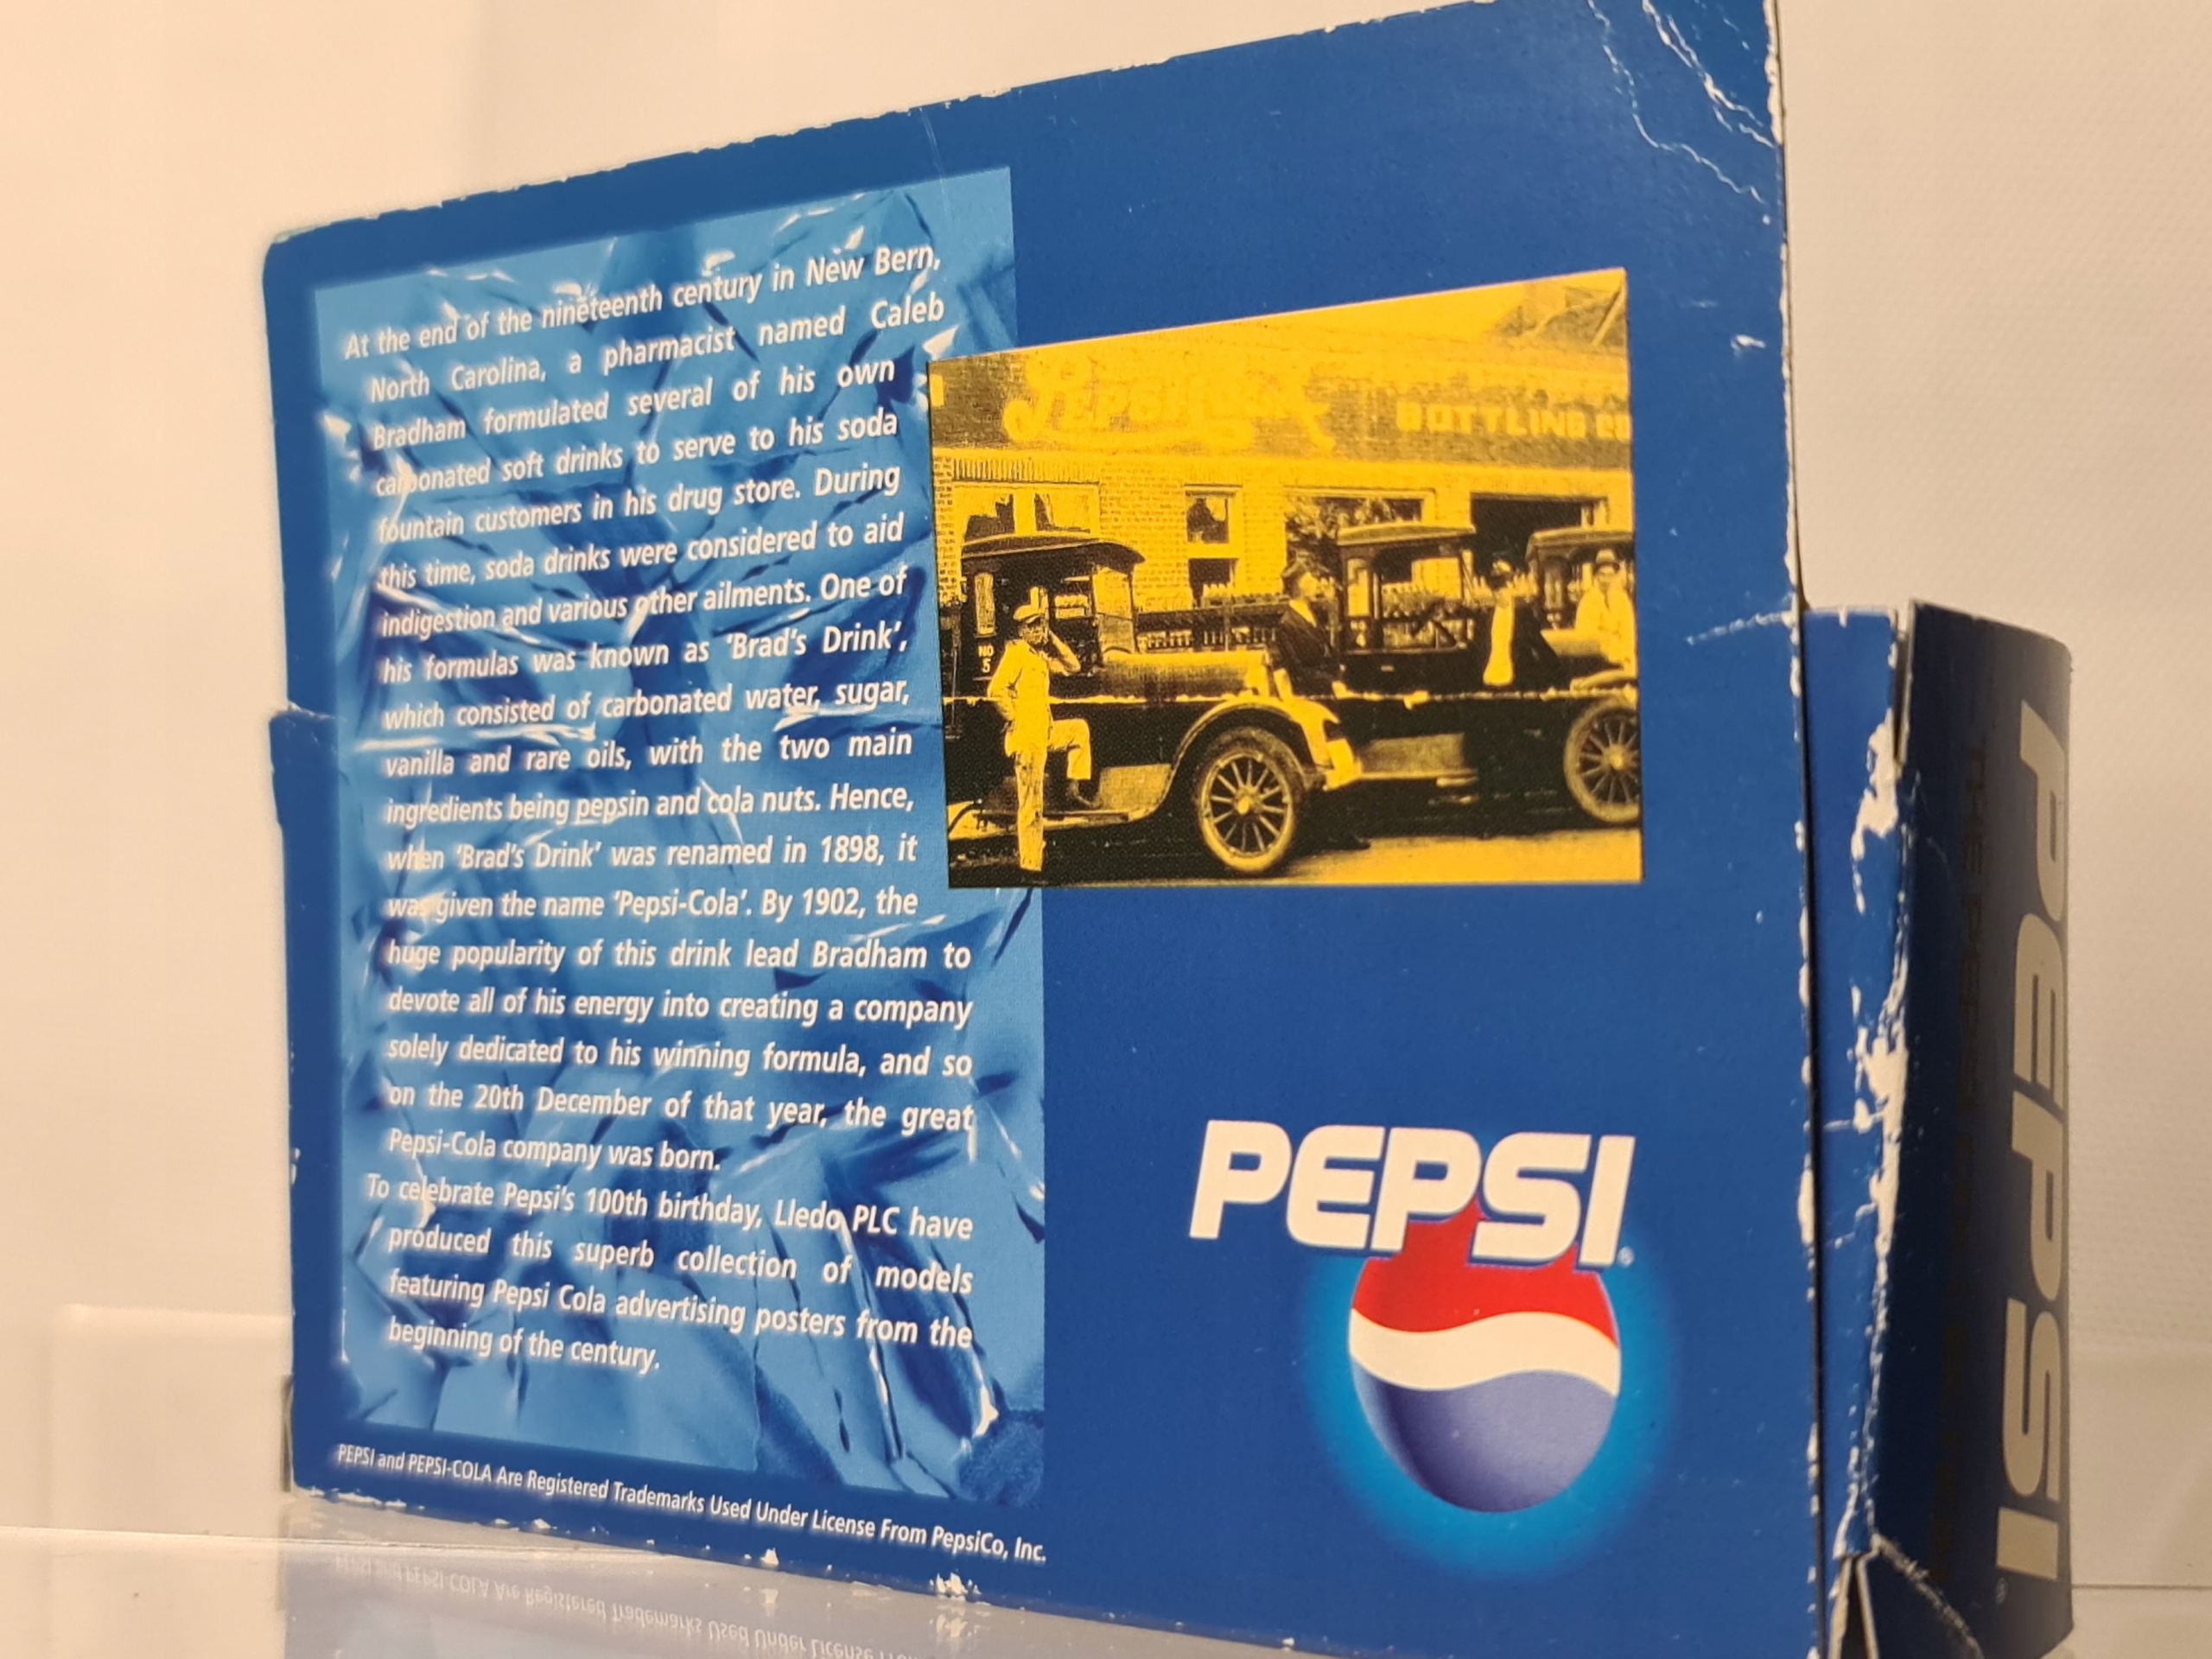 At the end of the nineteenth century in New Bern,
North Carolina, a pharmacist named Caleb
Bradham formulated several of his own
carbonated soft drinks to serve to his soda
fountain customers in his drug store. During
this time, soda drinks were considered to aid
indigestion and various other ailments. One of
his formulas was known as 'Brad's Drink',
which consisted of carbonated water, sugar,
vanilla and rare oils, with the two main
ingredients being pepsin and cola nuts. Hence,
when 'Brad's Drink' was renamed in 1898, it
was given the name 'Pepsi-Cola'. By 1902, the
huge popularity of this drink lead Bradham to
devote all of his energy into creating a company
solely dedicated to his winning formula, and so
on the 20th December of that year, the great
Pepsi-Cola company was born.
To celebrate Pepsi's 100th birthday, Lledo PLC have
produced this superb collection of models
featuring Pepsi Cola advertising posters from the
beginning of the century.
PEPSI and PEPSI-COLA Are Registered Trademarks Used Under License From PepsiCo, Inc.
PEPSI-COLA
BOTTLING CO
NO
5
PEPSI®
PEPSI®